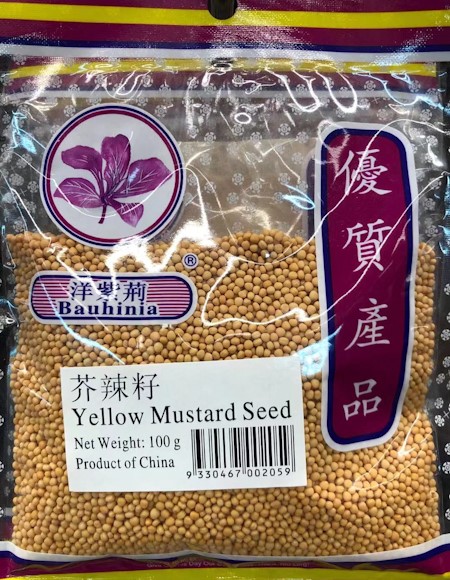 優質產品
®
洋紫荊
Bauhinia
芥辣籽
Yellow Mustard Seed
Net Weight: 100 g
Product of China
9 330467 002059